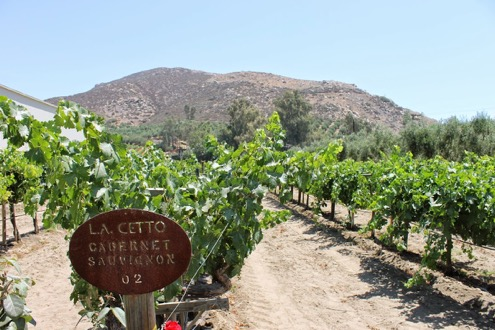 L.A. CETTO
CABERNET
SAUVIGNON
02